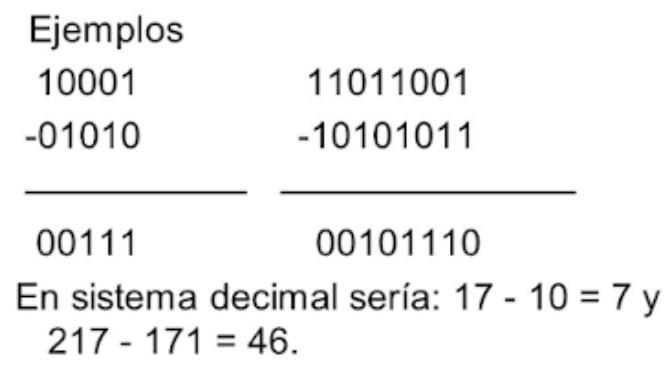 Ejemplos
10001 11011001
-01010 -10101011
00111 00101110
En sistema decimal sería: 17 - 10 = 7 y
217 - 171 = 46.